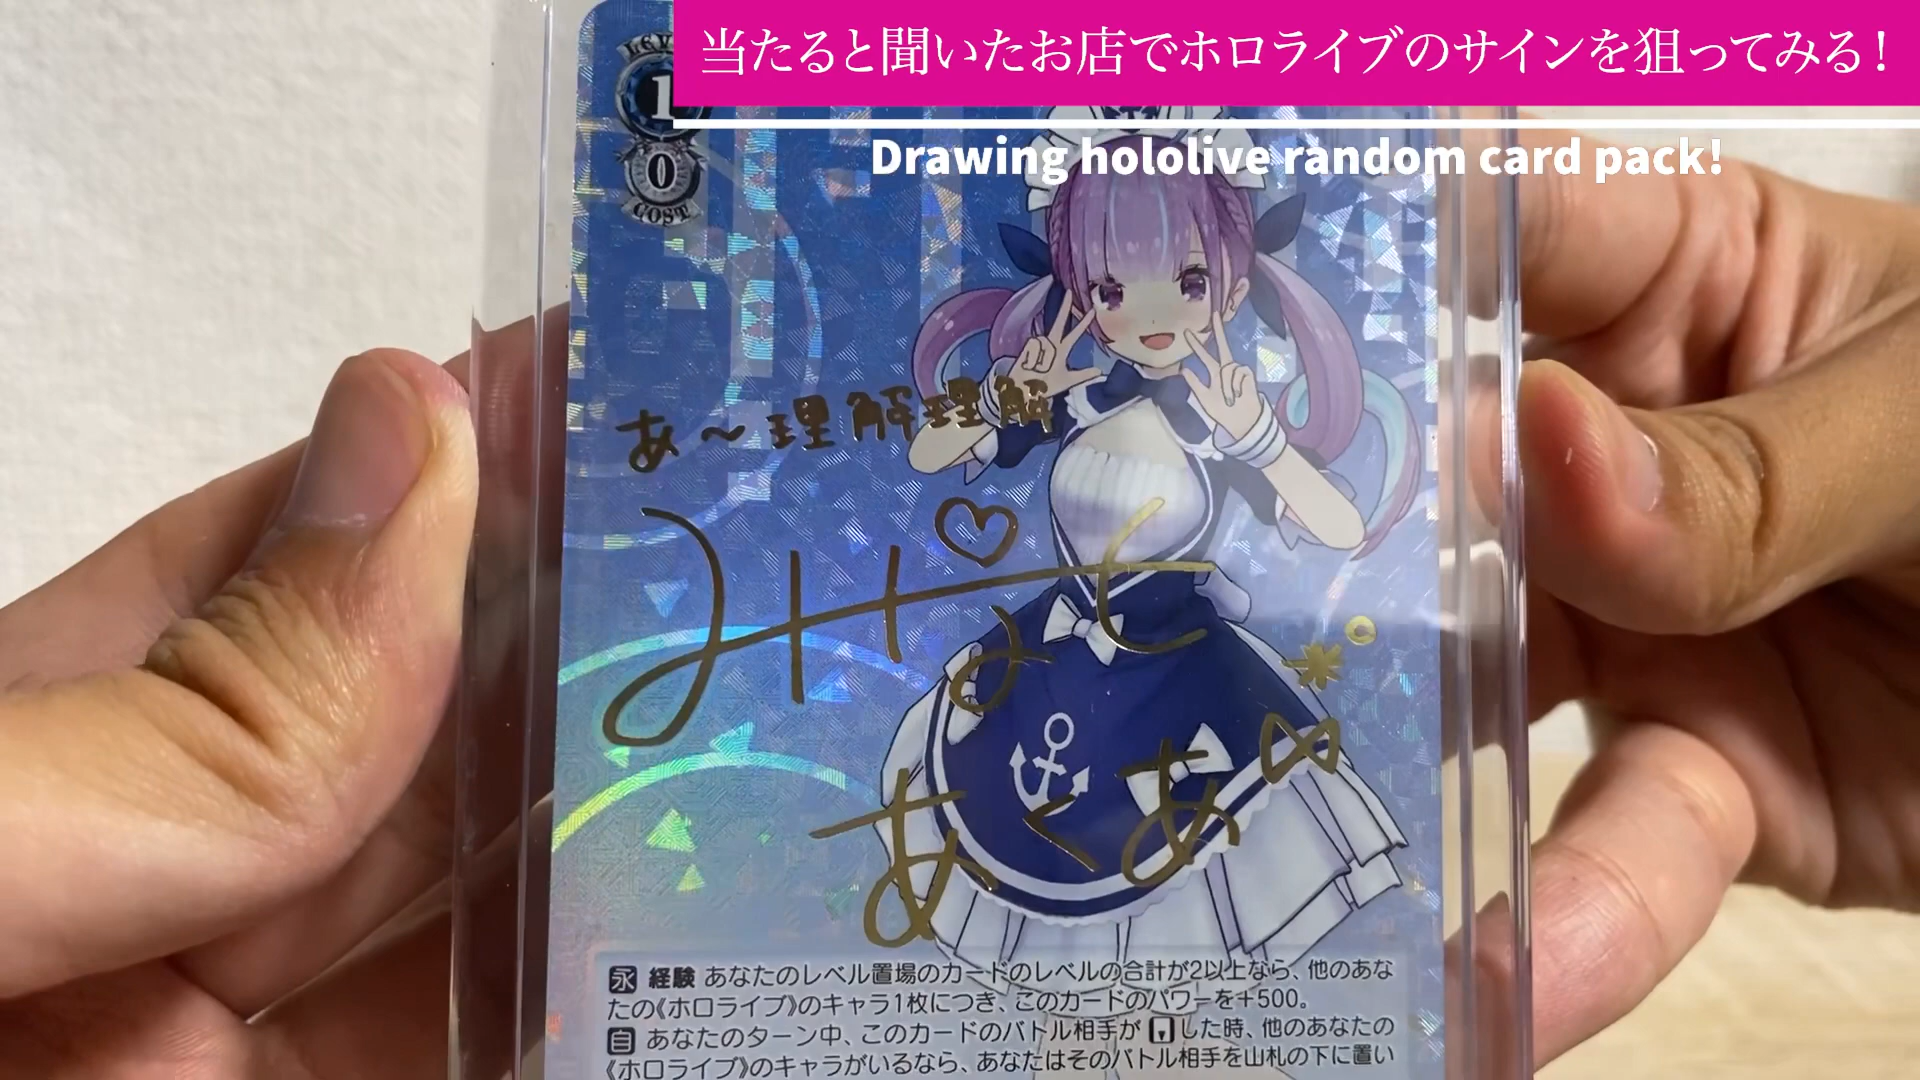 当たると聞いたお店でホロライブのサインを狙ってみる!
Drawing hololive random card pack!
1
0
COST
あ～理解理解
みなと
あくあ
永 経験 あなたのレベル置場のカードのレベルの合計が2以上なら、他のあな
たの《ホロライブ》のキャラ1枚につき、このカードのパワーを+500。
自 あなたのターン中、このカードのバトル相手が した時、他のあなたの
《ホロライブ》のキャラがいるなら、あなたはそのバトル相手を山札の下に置い